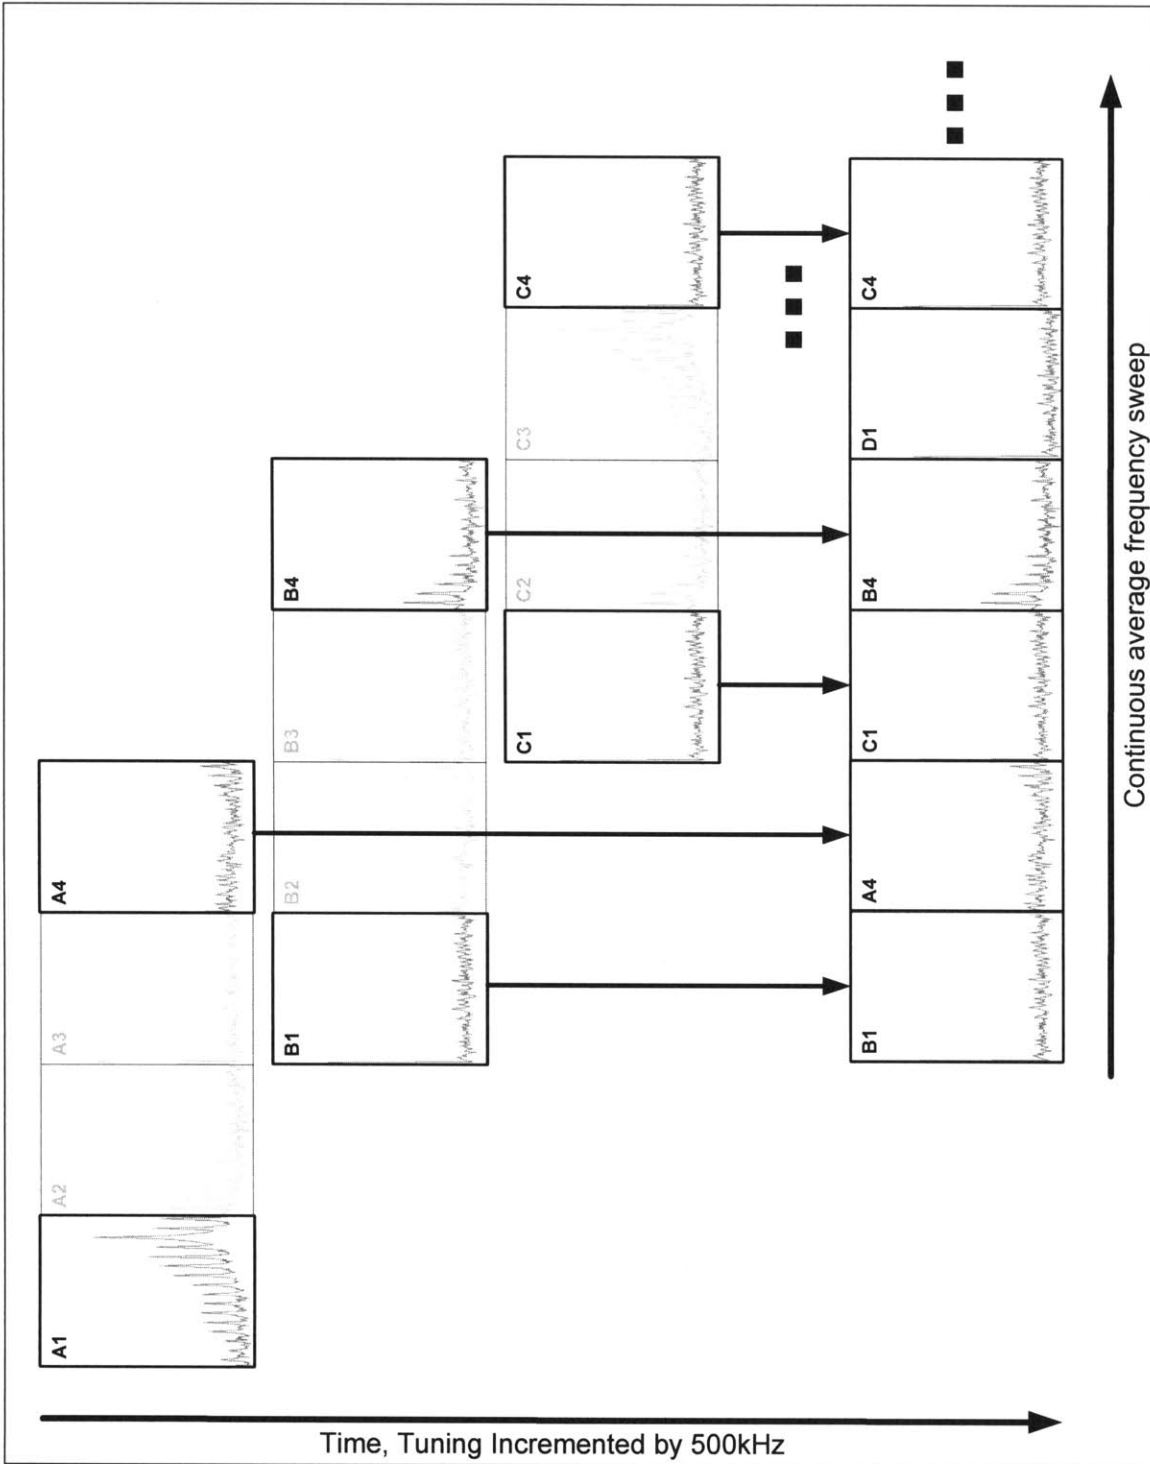 A1
A2
A3
A4
B1
B2
B3
B4
C1
C2
C3
C4
B1
A4
C1
B4
D1
C4
Time, Tuning Incremented by 500kHz
Continuous average frequency sweep